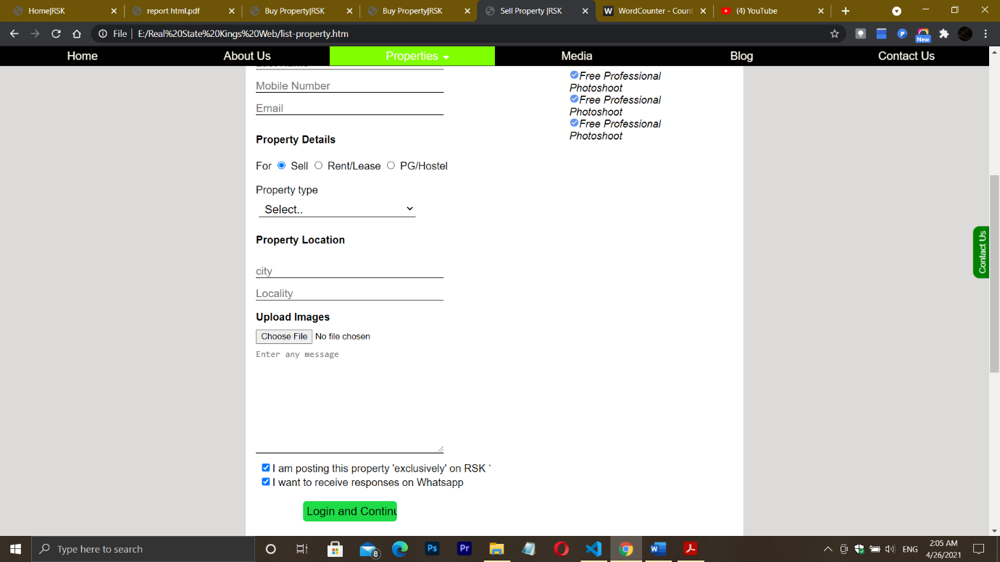 Home|RSK
report html.pdf
Buy Property|RSK
Buy Property|RSK
Sell Property |RSK
W WordCounter - Count
(4) YouTube
File | E:/Real%20State%20Kings%20Web/list-property.htm
P
New
Home About Us Properties Media Blog Contact Us
Mobile Number
Email
Property Details
For Sell Rent/Lease PG/Hostel
Property type
Select..
Property Location
city
Locality
Upload Images
Choose File No file chosen
Enter any message
I am posting this property 'exclusively' on RSK `
I want to receive responses on Whatsapp
Login and Continu
Free Professional
Photoshoot
Free Professional
Photoshoot
Free Professional
Photoshoot
Contact Us
Type here to search
8
Ps
Pr
ENG
2:05 AM
4/26/2021